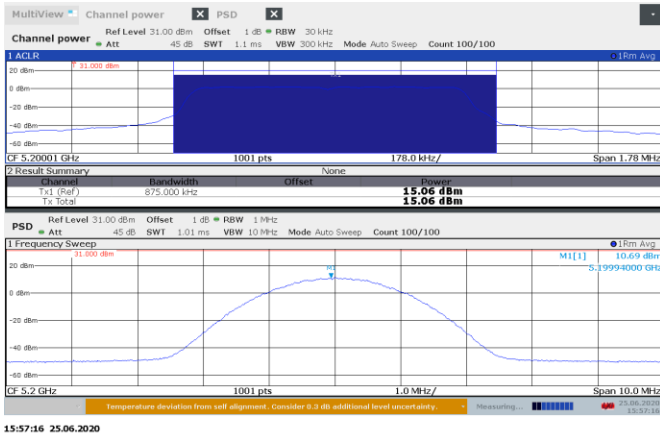 MultiView Channel power X PSD X
Channel power Ref Level 31.00 dBm Offset 1 dB RBW 30 kHz
Att 45 dB SWT 1.1 ms VBW 300 kHz Mode Auto Sweep Count 100/100
1 ACLR 1Rm Avg
31.000 dBm
20 dBm
0 dBm
-20 dBm
-40 dBm
-60 dBm
CF 5.20001 GHz 1001 pts 178.0 kHz/ Span 1.78 MHz
2 Result Summary None
Channel Bandwidth Offset Power
Tx1 (Ref) 875.000 kHz 15.06 dBm
Tx Total 15.06 dBm
PSD Ref Level 31.00 dBm Offset 1 dB RBW 1 MHz
Att 45 dB SWT 1.01 ms VBW 10 MHz Mode Auto Sweep Count 100/100
1 Frequency Sweep 1Rm Avg
31.000 dBm M1[1] 10.69 dBm
5.19994000 GHz
20 dBm
M1
0 dBm
-20 dBm
-40 dBm
-60 dBm
CF 5.2 GHz 1001 pts 1.0 MHz/ Span 10.0 MHz
Temperature deviation from self alignment. Consider 0.3 dB additional level uncertainty. Measuring... 25.06.2020
15:57:16
15:57:16 25.06.2020